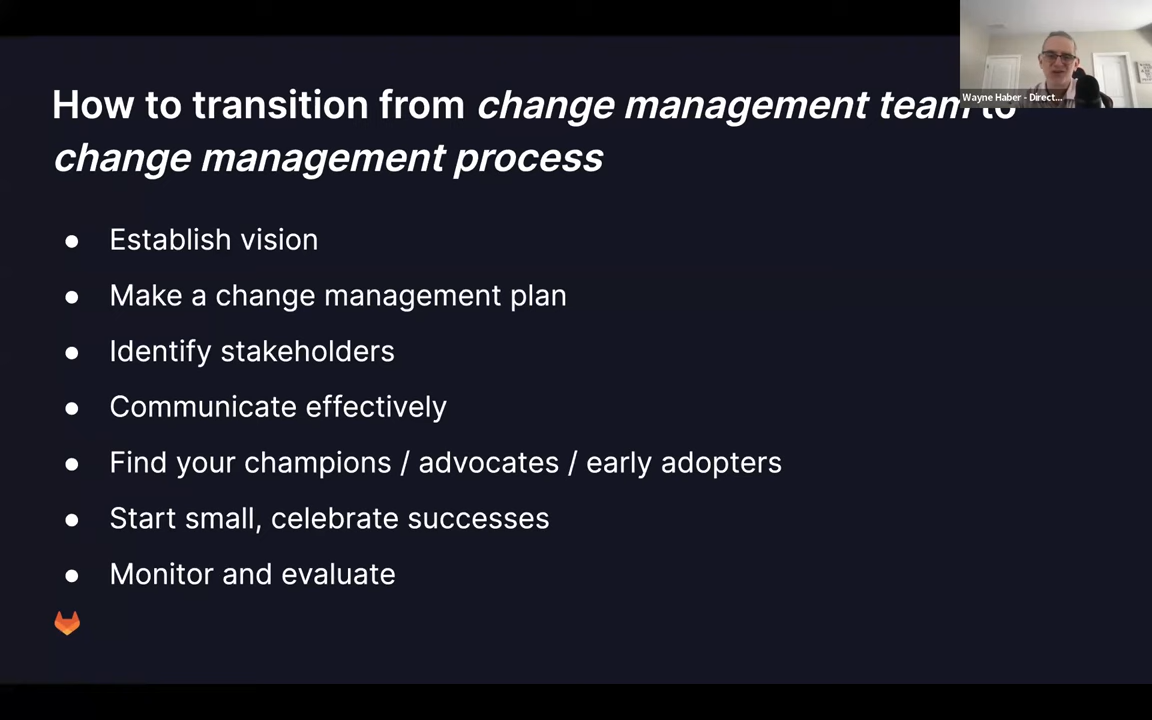 How to transition from change management team to
change management process
● Establish vision
● Make a change management plan
● Identify stakeholders
● Communicate effectively
● Find your champions / advocates / early adopters
● Start small, celebrate successes
● Monitor and evaluate
Wayne Haber - Direct...